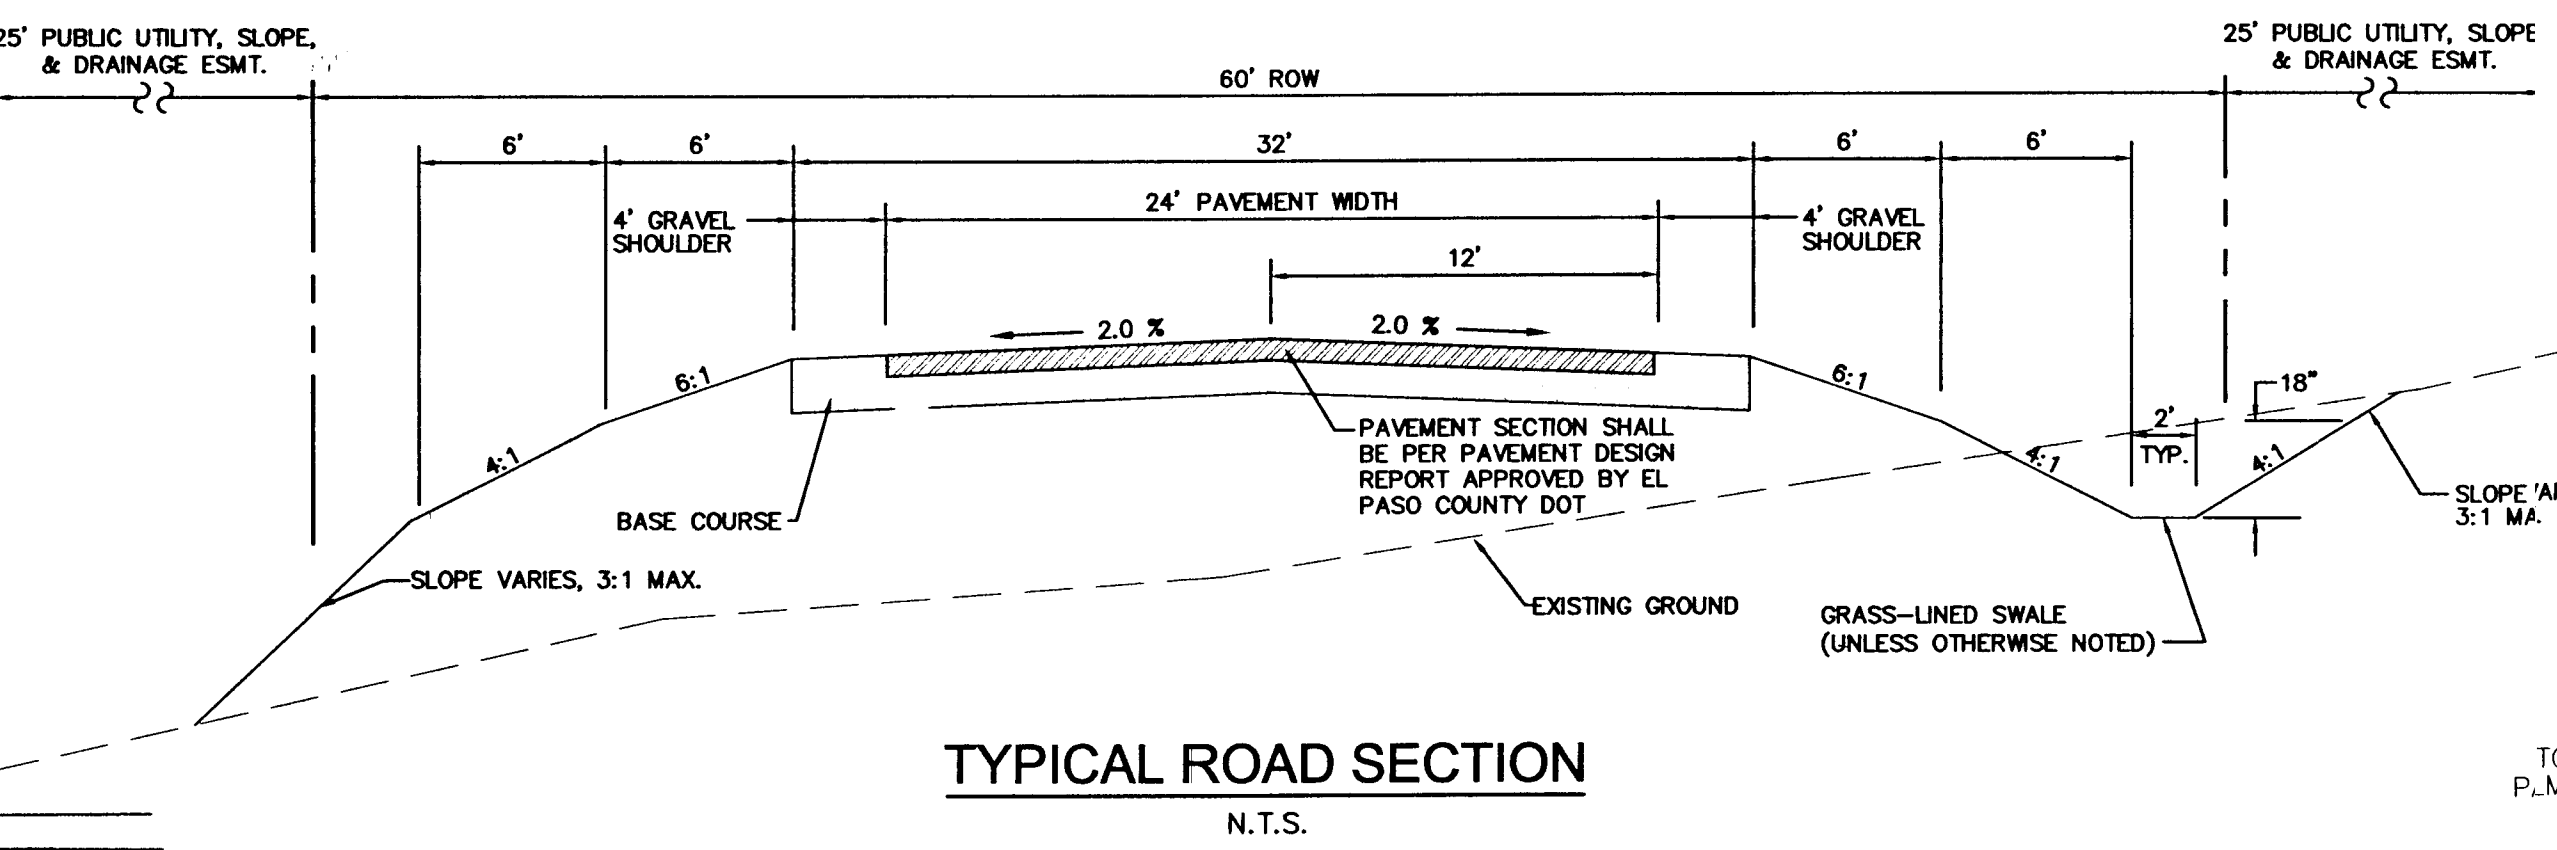 25' PUBLIC UTILITY, SLOPE,
& DRAINAGE ESMT.
25' PUBLIC UTILITY, SLOPE
& DRAINAGE ESMT.
60' ROW
6'
6'
32'
6'
6'
24' PAVEMENT WIDTH
4' GRAVEL
SHOULDER
4' GRAVEL
SHOULDER
12'
2.0 %
2.0 %
6:1
6:1
18"
2'
TYP.
4:1
4:1
4:1
PAVEMENT SECTION SHALL
BE PER PAVEMENT DESIGN
REPORT APPROVED BY EL
PASO COUNTY DOT
BASE COURSE
SLOPE
3:1
SLOPE VARIES, 3:1 MAX.
EXISTING GROUND
GRASS-LINED SWALE
(UNLESS OTHERWISE NOTED)
TYPICAL ROAD SECTION
N.T.S.